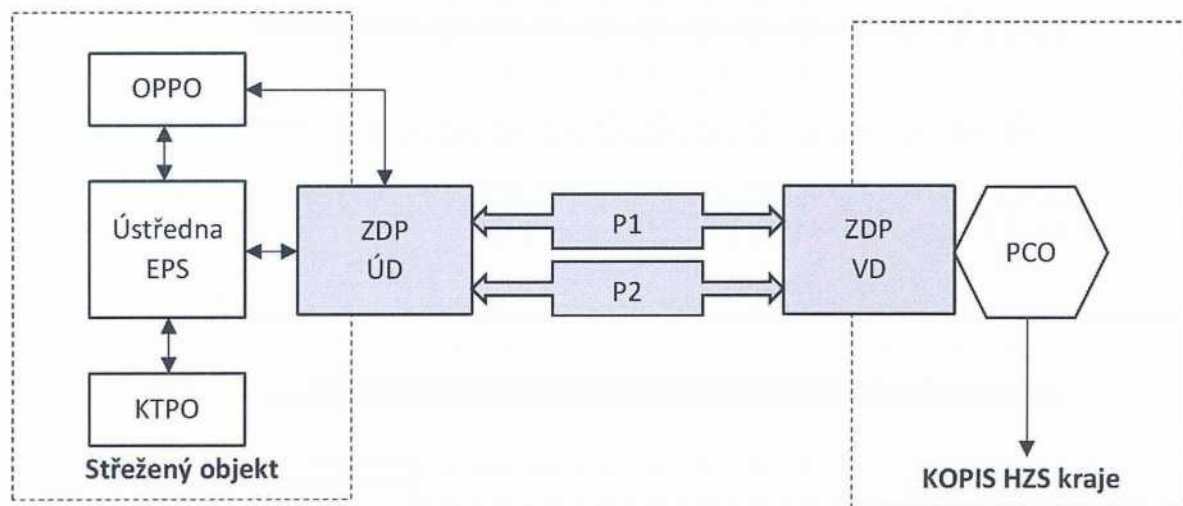 OPPO
Ústředna
EPS
KTPO
Střežený objekt
ZDP
ÚD
P1
P2
ZDP
VD
PCO
KOPIS HZS kraje